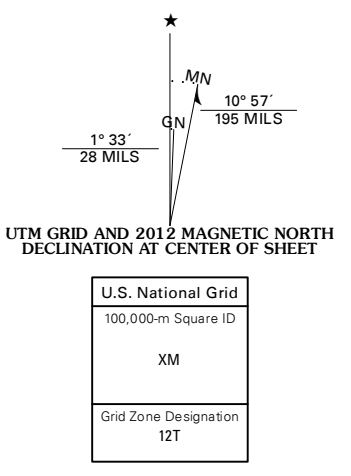 MN
GN
10° 57´
195 MILS
1° 33´
28 MILS
UTM GRID AND 2012 MAGNETIC NORTH
DECLINATION AT CENTER OF SHEET
U.S. National Grid
100,000-m Square ID
XM
Grid Zone Designation
12T